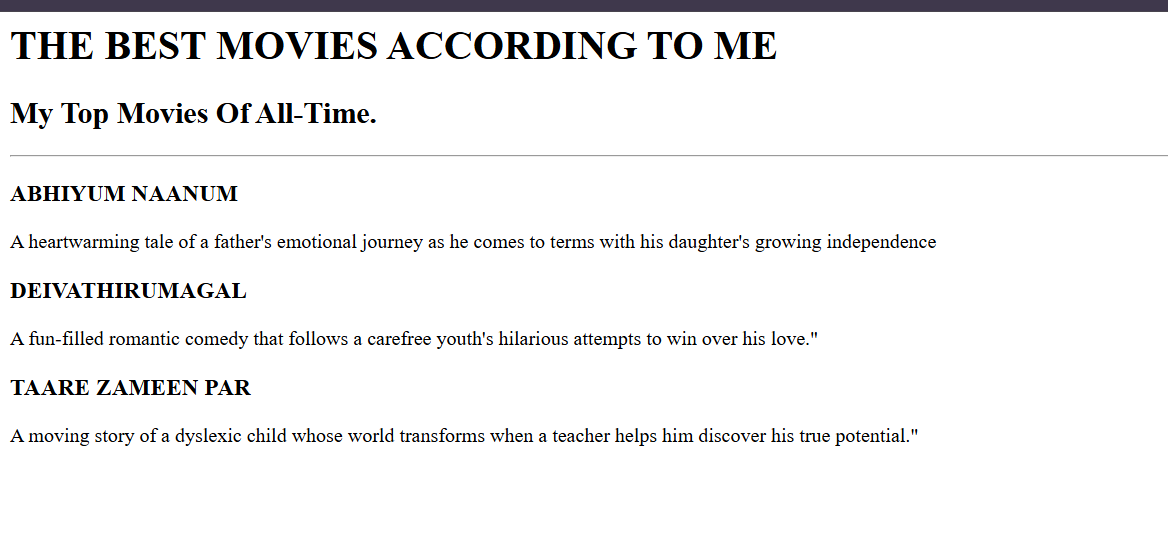 THE BEST MOVIES ACCORDING TO ME
My Top Movies Of All-Time.
ABHIYUM NAANUM
A heartwarming tale of a father's emotional journey as he comes to terms with his daughter's growing independence
DEIVATHIRUMAGAL
A fun-filled romantic comedy that follows a carefree youth's hilarious attempts to win over his love."
TAARE ZAMEEN PAR
A moving story of a dyslexic child whose world transforms when a teacher helps him discover his true potential."